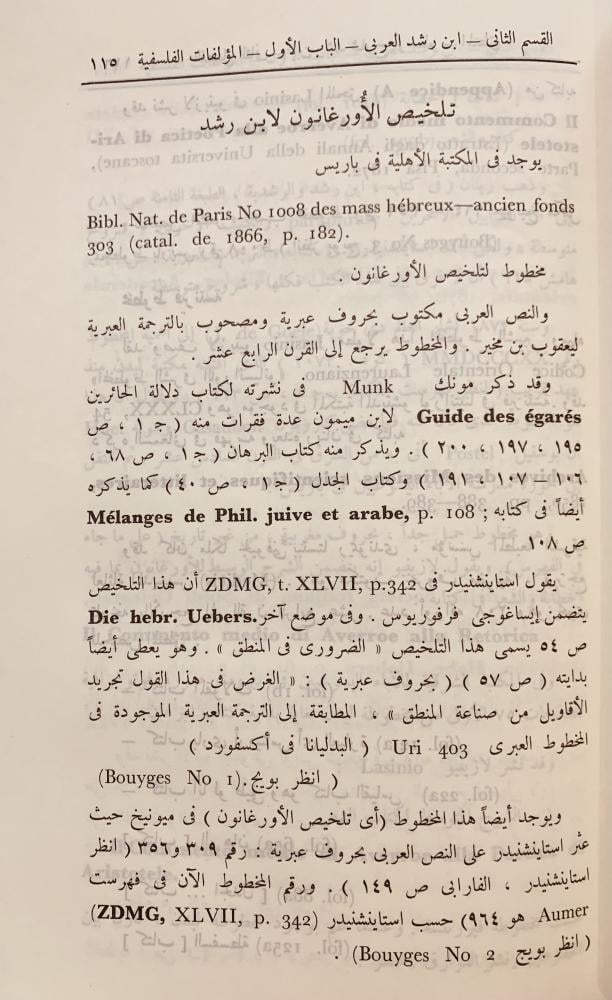 القسم الثانى – ابن رشد العربى – الباب الأول – المؤلفات الفلسفية ١١٥
تلخيص الأُورغانون لابن رشد
يوجد فى المكتبة الأهلية فى باريس
Bibl. Nat. de Paris No 1008 des mass hébreux—ancien fonds
303 (catal. de 1866, p. 182).
مخطوط لتلخيص الأورغانون .
والنص العربى مكتوب بحروف عبرية ومصحوب بالترجمة العبرية
ليعقوب بن مخير . والمخطوط يرجع إلى القرن الرابع عشر .
وقد ذكر مونك Munk فى نشرته لكتاب دلالة الحائرين
Guide des égarés لابن ميمون عدة فقرات منه ( ج ١ ، ص
١٩٥ ، ١٩٧ ، ٢٠٠ ) . ويذكر منه كتاب البرهان ( ج ١ ، ص ٦٨ ،
١٠٦ – ١٠٧ ، ١٩١ ) وكتاب الجدل ( ج ١ ، ص ٤٠ ) كما يذكره
أيضاً فى كتابه ; Mélanges de Phil. juive et arabe, p. 108
ص ١٠٨
يقول استاينشنيدر فى ZDMG, t. XLVII, p.342 أن هذا التلخيص
يتضمن إيساغوجى فرفوريوس . وفى موضع آخر .Die hebr. Uebers
ص ٥٤ يسمى هذا التلخيص « الضرورى فى المنطق » . وهو يعطى أيضاً
بدايته ( ص ٥٧ ) ( بحروف عبرية ) : « الغرض فى هذا القول تجريد
الأقاويل من صناعة المنطق » ، المطابقة إلى الترجمة العبرية الموجودة فى
المخطوط العبرى Uri 403 ( البدليانا فى أكسفورد )
( انظر بويج .(Bouyges No 1)
ويوجد أيضاً هذا المخطوط (أى تلخيص الأورغانون ) فى ميونيخ حيث
عثر استاينشنيدر على النص العربى بحروف عبرية : رقم ٣٠٩ و٣٥٦ ( انظر
استاينشنيدر ، الفارابى ص ١٤٩ ) . ورقم المخطوط الآن فى فهرست
Aumer هو ٩٦٤) حسب استاينشنيدر (ZDMG, XLVII, p. 342)
( انظر بويج Bouyges No 2) .